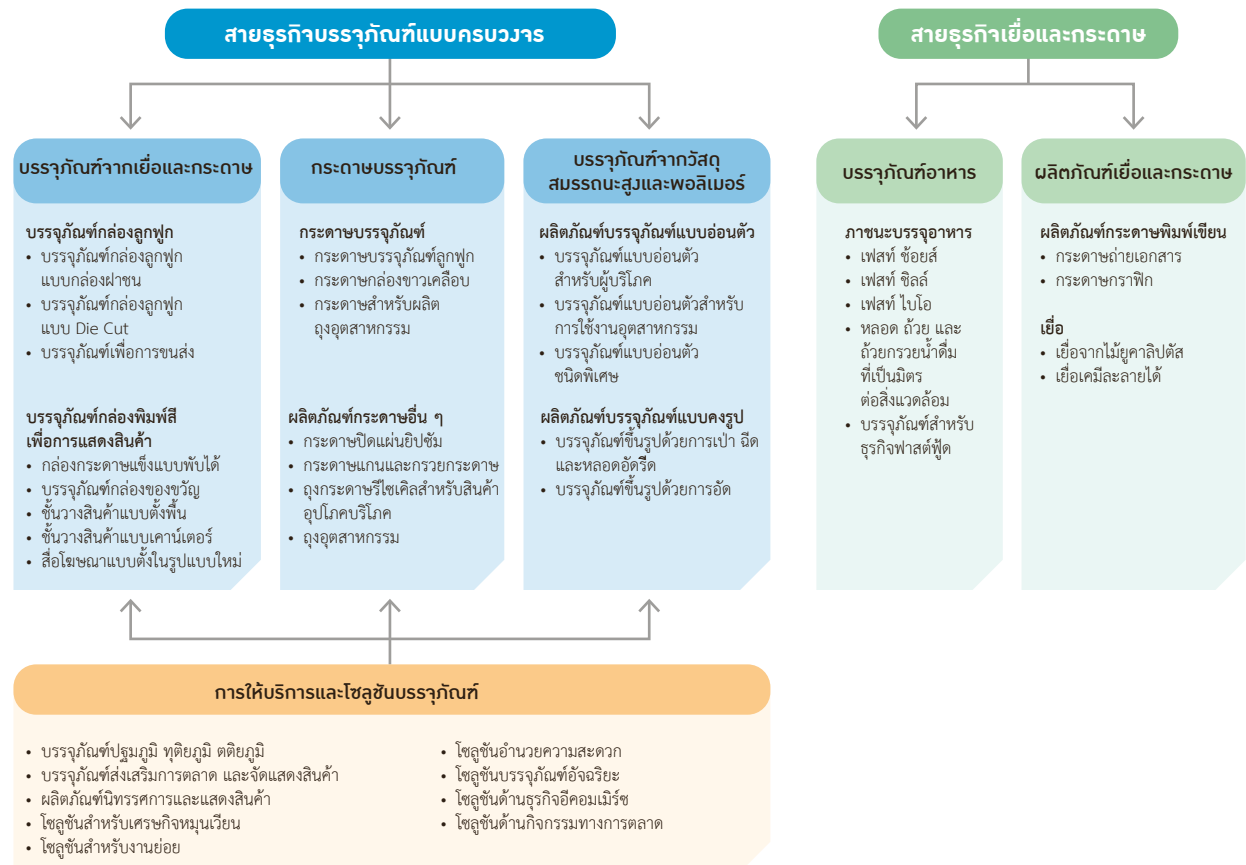 สายธุรกิจบรรจุภัณฑ์แบบครบวงจร
บรรจุภัณฑ์จากเยื่อและกระดาษ
บรรจุภัณฑ์กล่องลูกฟูก
• บรรจุภัณฑ์กล่องลูกฟูก
แบบกล่องฝาชน
• บรรจุภัณฑ์กล่องลูกฟูก
แบบ Die Cut
• บรรจุภัณฑ์เพื่อการขนส่ง
บรรจุภัณฑ์กล่องพิมพ์สี
เพื่อการแสดงสินค้า
• กล่องกระดาษแข็งแบบพับได้
• บรรจุภัณฑ์กล่องของขวัญ
• ชั้นวางสินค้าแบบตั้งพื้น
• ชั้นวางสินค้าแบบเคาน์เตอร์
• สื่อโฆษณาแบบตั้งในรูปแบบใหม่
กระดาษบรรจุภัณฑ์
กระดาษบรรจุภัณฑ์
• กระดาษบรรจุภัณฑ์ลูกฟูก
• กระดาษกล่องขาวเคลือบ
• กระดาษสำหรับผลิต
ถุงอุตสาหกรรม
ผลิตภัณฑ์กระดาษอื่น ๆ
• กระดาษปิดแผ่นยิปซัม
• กระดาษแกนและกรวยกระดาษ
• ถุงกระดาษรีไซเคิลสำหรับสินค้า
อุปโภคบริโภค
• ถุงอุตสาหกรรม
บรรจุภัณฑ์จากวัสดุ
สมรรถนะสูงและพอลิเมอร์
ผลิตภัณฑ์บรรจุภัณฑ์แบบอ่อนตัว
• บรรจุภัณฑ์แบบอ่อนตัว
สำหรับผู้บริโภค
• บรรจุภัณฑ์แบบอ่อนตัวสำหรับ
การใช้งานอุตสาหกรรม
• บรรจุภัณฑ์แบบอ่อนตัว
ชนิดพิเศษ
ผลิตภัณฑ์บรรจุภัณฑ์แบบคงรูป
• บรรจุภัณฑ์ขึ้นรูปด้วยการเป่า ฉีด
และหลอดอัดรีด
• บรรจุภัณฑ์ขึ้นรูปด้วยการอัด
สายธุรกิจเยื่อและกระดาษ
บรรจุภัณฑ์อาหาร
ภาชนะบรรจุอาหาร
• เฟสท์ ช้อยส์
• เฟสท์ ชิลล์
• เฟสท์ ไบโอ
• หลอด ถ้วย และ
ถ้วยกรวยน้ำดื่ม
ที่เป็นมิตร
ต่อสิ่งแวดล้อม
• บรรจุภัณฑ์สำหรับ
ธุรกิจฟาสต์ฟู้ด
ผลิตภัณฑ์เยื่อและกระดาษ
ผลิตภัณฑ์กระดาษพิมพ์เขียน
• กระดาษถ่ายเอกสาร
• กระดาษกราฟิก
เยื่อ
• เยื่อจากไม้ยูคาลิปตัส
• เยื่อเคมีละลายได้
การให้บริการและโซลูชันบรรจุภัณฑ์
• บรรจุภัณฑ์ปฐมภูมิ ทุติยภูมิ ตติยภูมิ
• บรรจุภัณฑ์ส่งเสริมการตลาด และจัดแสดงสินค้า
• ผลิตภัณฑ์นิทรรศการและแสดงสินค้า
• โซลูชันสำหรับเศรษฐกิจหมุนเวียน
• โซลูชันสำหรับงานย่อย
• โซลูชันอำนวยความสะดวก
• โซลูชันบรรจุภัณฑ์อัจฉริยะ
• โซลูชันด้านธุรกิจอีคอมเมิร์ซ
• โซลูชันด้านกิจกรรมทางการตลาด